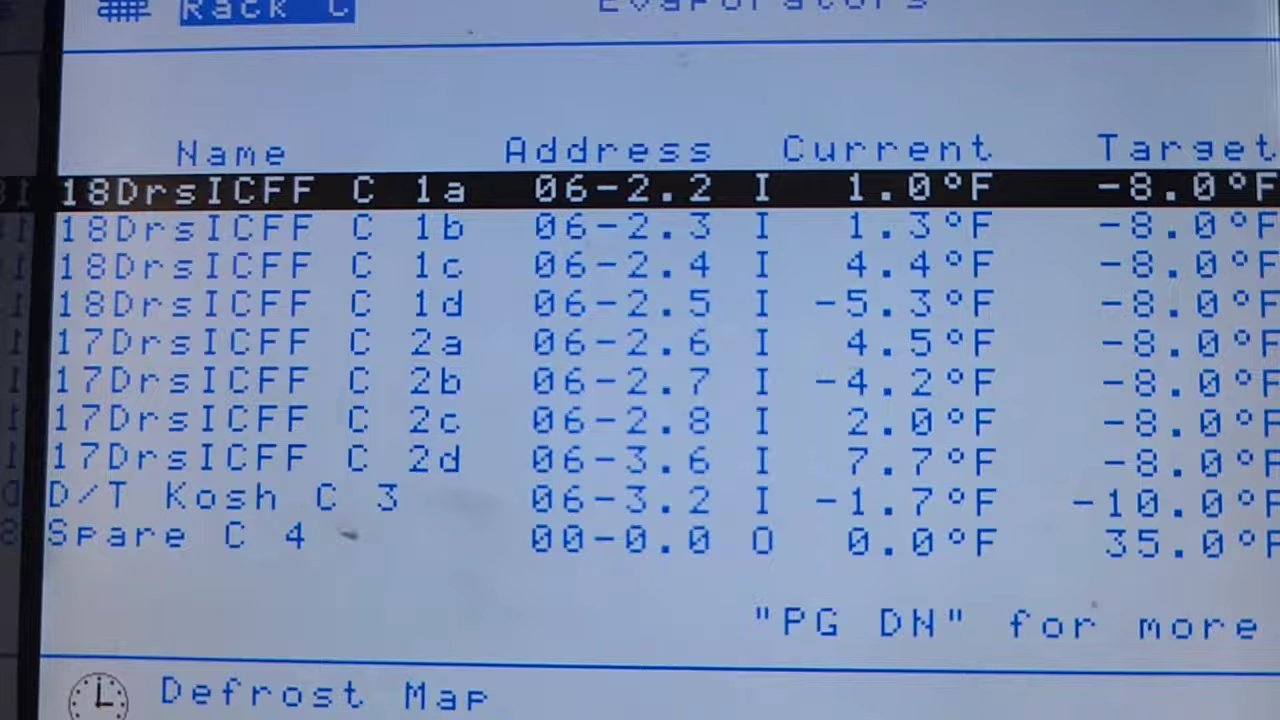 Rack C Evaporators
Name Address Current Target
18DrsICFF C 1a 06-2.2 I 1.0°F -8.0°F
18DrsICFF C 1b 06-2.3 I 1.3°F -8.0°F
18DrsICFF C 1c 06-2.4 I 4.4°F -8.0°F
18DrsICFF C 1d 06-2.5 I -5.3°F -8.0°F
17DrsICFF C 2a 06-2.6 I 4.5°F -8.0°F
17DrsICFF C 2b 06-2.7 I -4.2°F -8.0°F
17DrsICFF C 2c 06-2.8 I 2.0°F -8.0°F
17DrsICFF C 2d 06-3.6 I 7.7°F -8.0°F
D/T Kosh C 3 06-3.2 I -1.7°F -10.0°F
Spare C 4 00-0.0 O 0.0°F 35.0°F
"PG DN" for more
Defrost Map